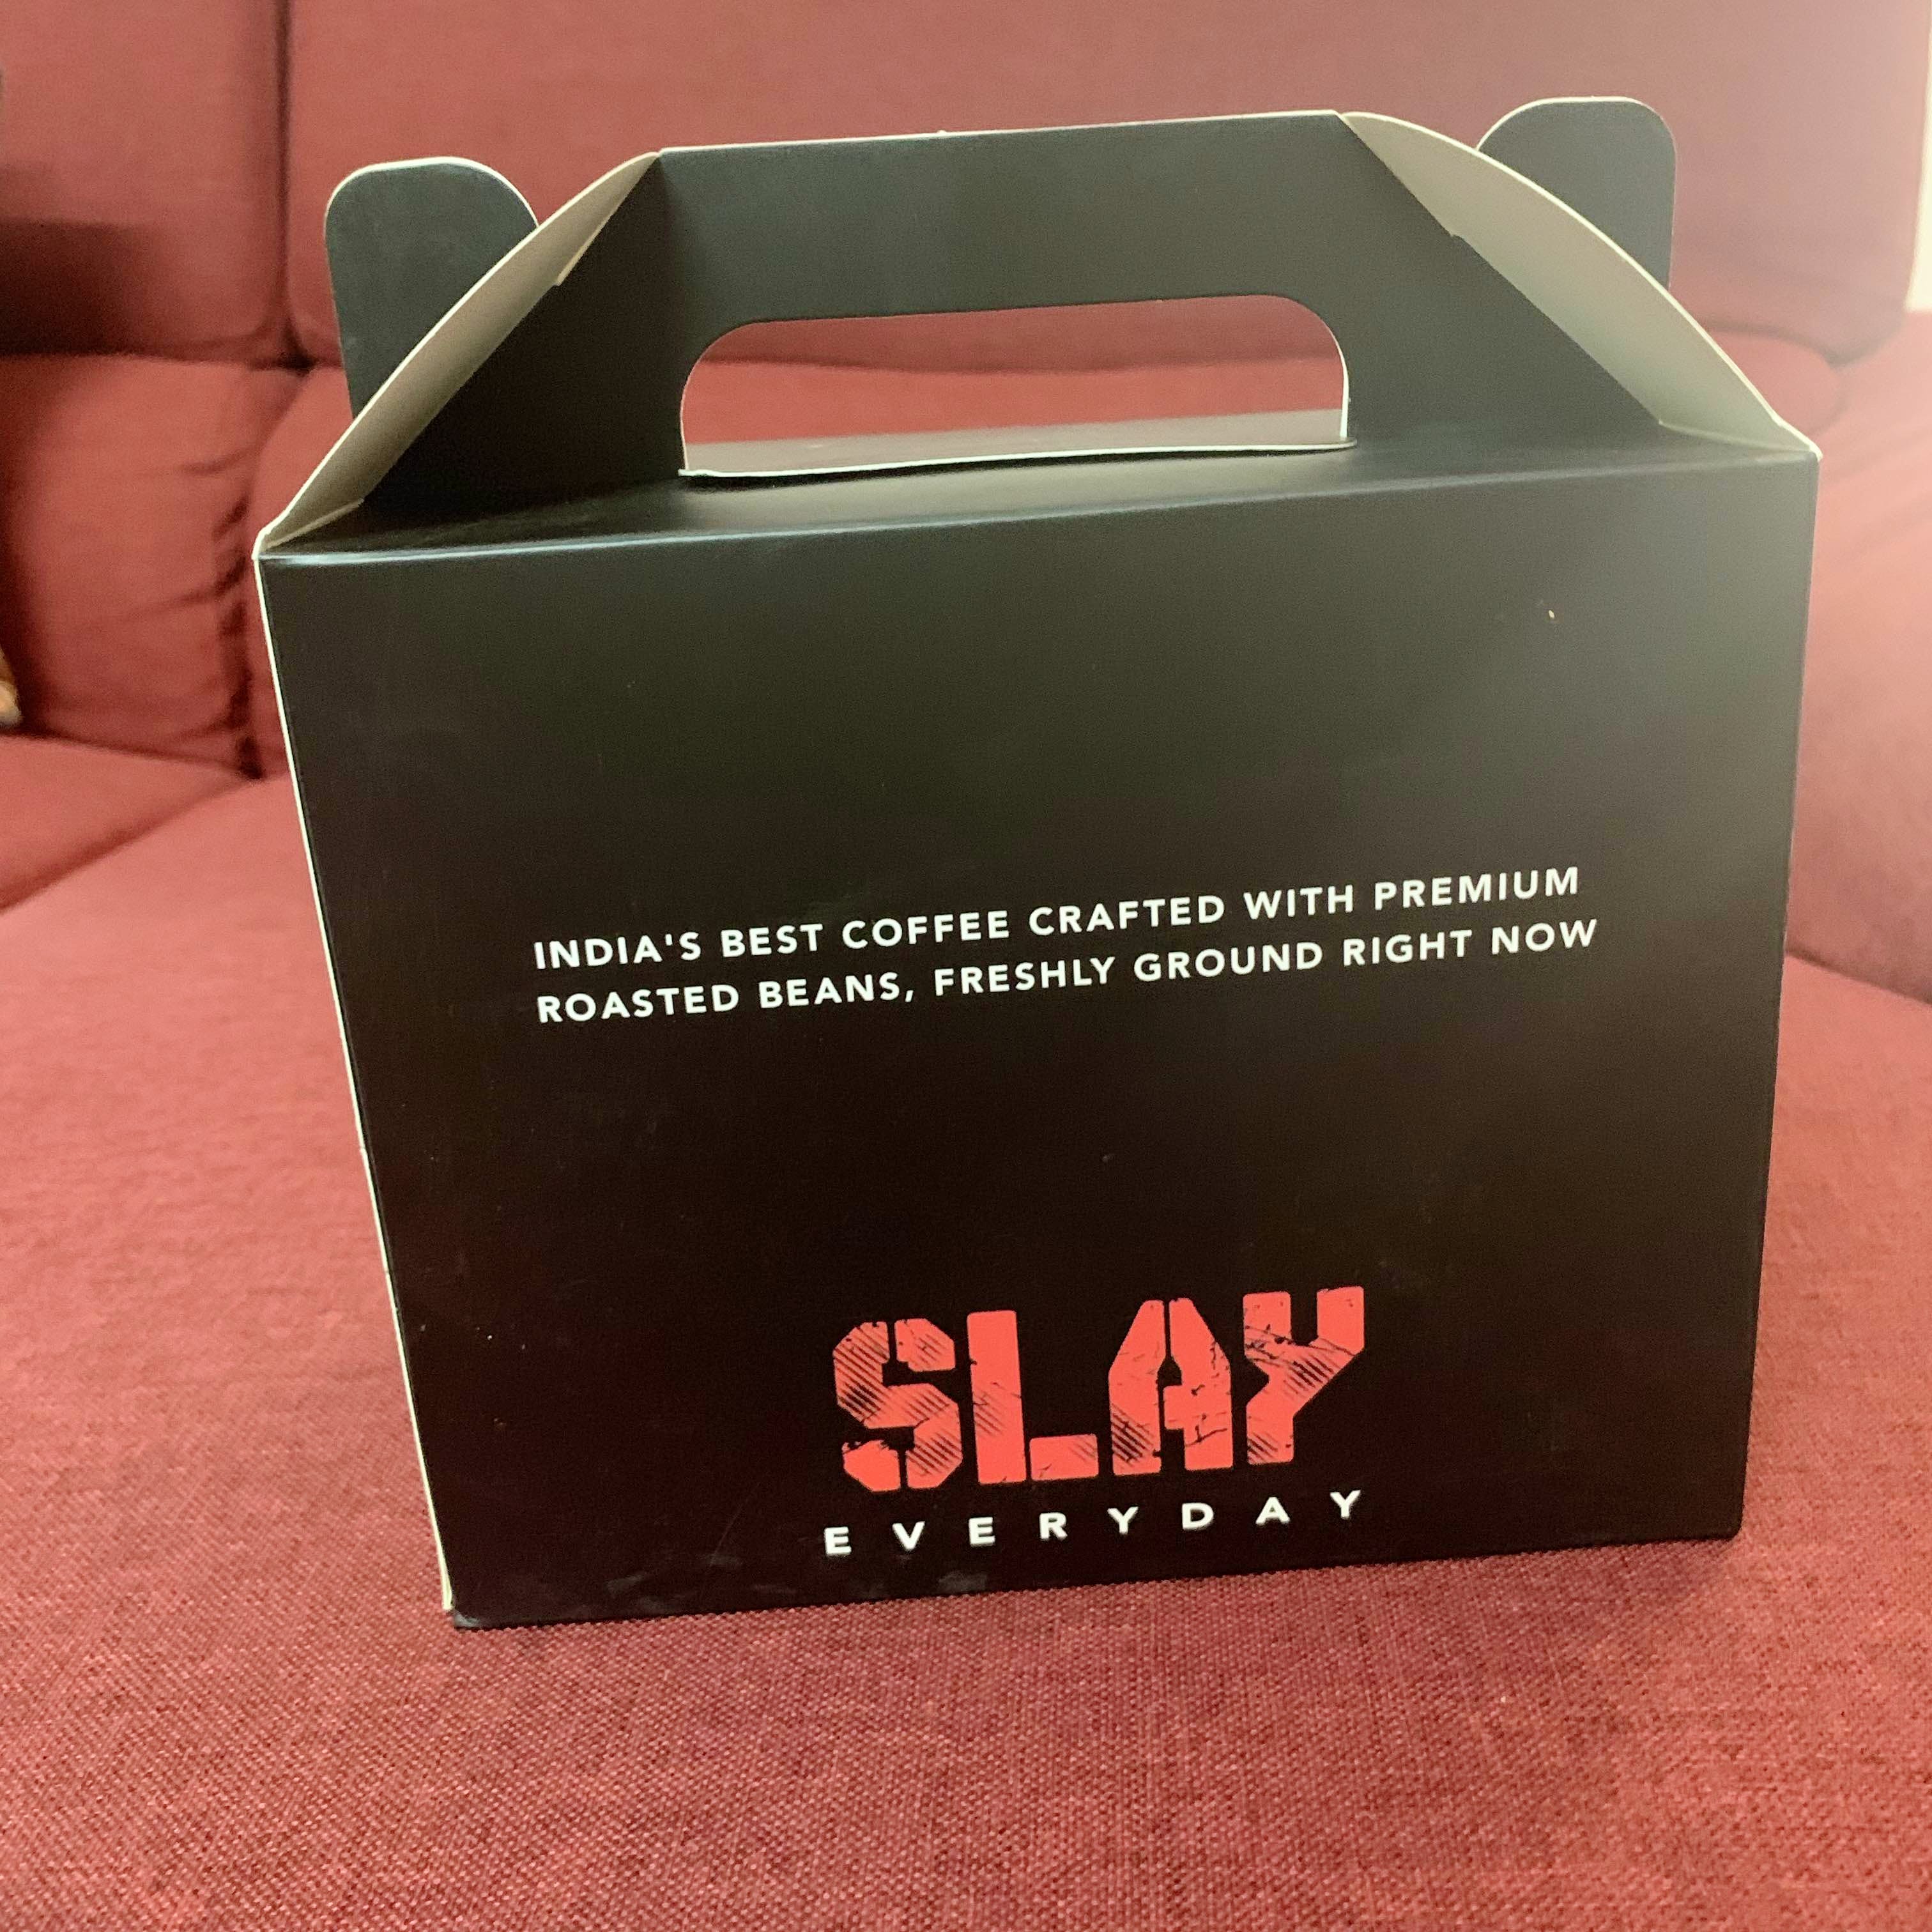 INDIA'S BEST COFFEE CRAFTED WITH PREMIUM
ROASTED BEANS, FRESHLY GROUND RIGHT NOW
SLAY
EVERYDAY